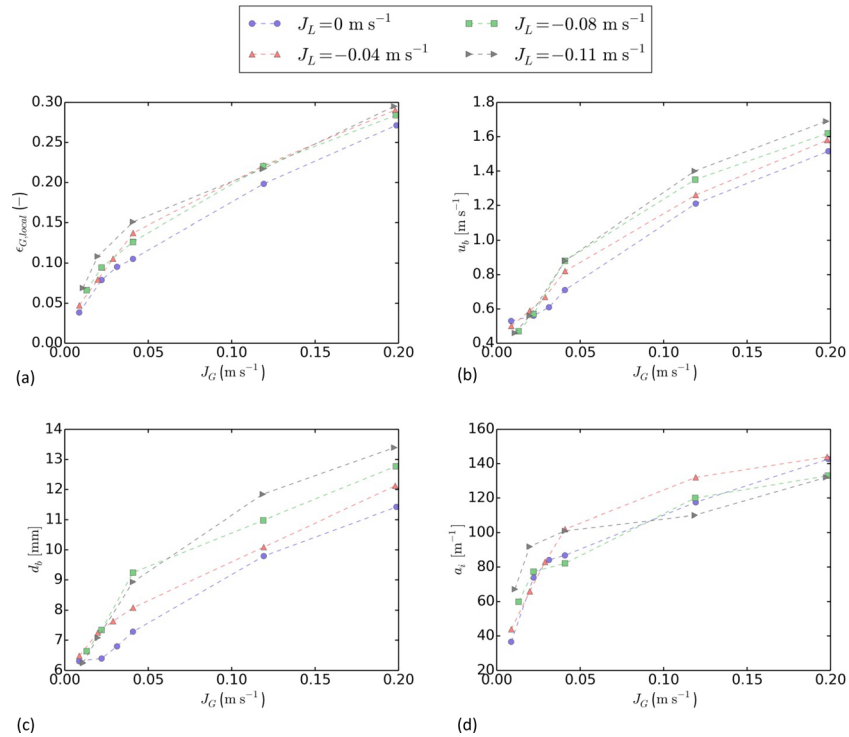 J_L=0 m s⁻¹ J_L=−0.08 m s⁻¹
J_L=−0.04 m s⁻¹ J_L=−0.11 m s⁻¹
0.30
0.25
0.20
0.15
0.10
0.05
0.00
ϵ_G,local (−)
0.00 0.05 0.10 0.15 0.20
J_G (m s⁻¹)
(a)
1.8
1.6
1.4
1.2
1.0
0.8
0.6
0.4
u_b [m s⁻¹]
0.00 0.05 0.10 0.15 0.20
J_G (m s⁻¹)
(b)
14
13
12
11
10
9
8
7
6
d_b [mm]
0.00 0.05 0.10 0.15 0.20
J_G (m s⁻¹)
(c)
160
140
120
100
80
60
40
20
a_i [m⁻¹]
0.00 0.05 0.10 0.15 0.20
J_G (m s⁻¹)
(d)